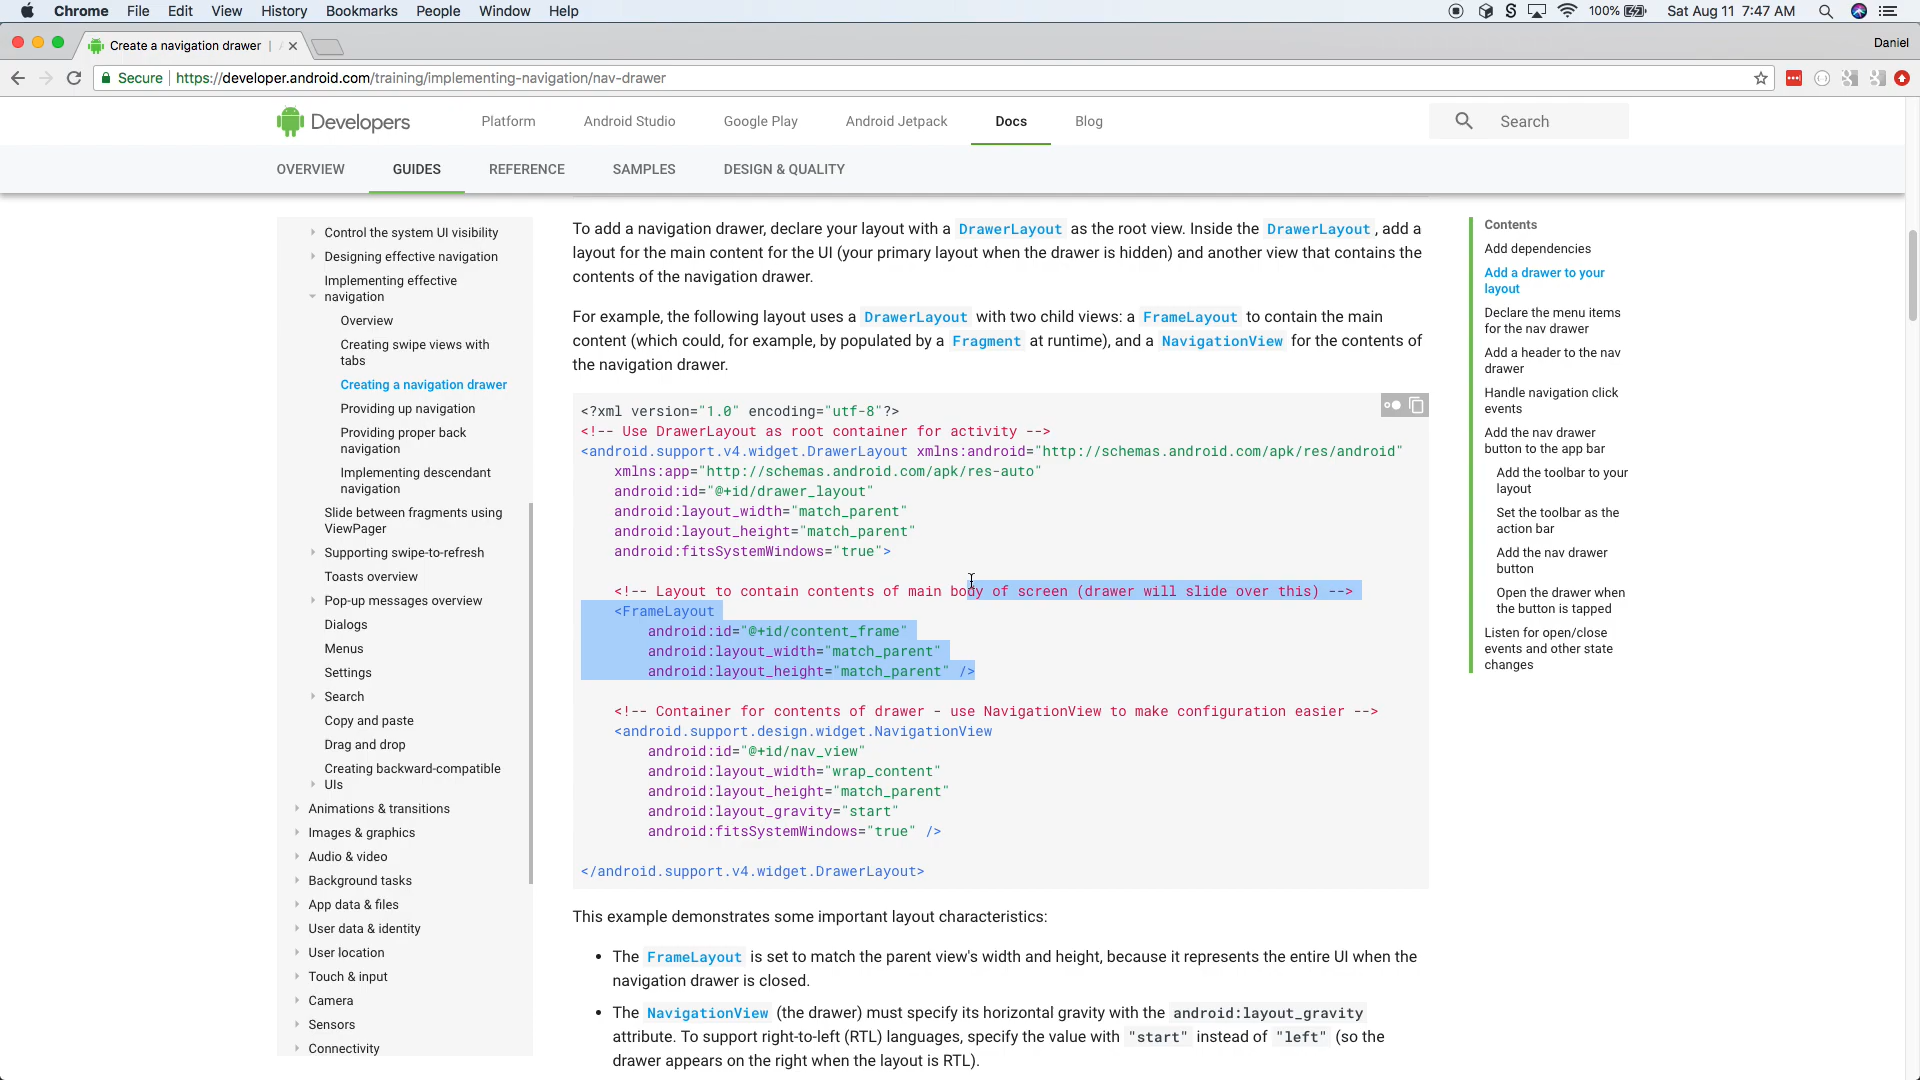 Chrome File Edit View History Bookmarks People Window Help 100% Sat Aug 11 7:47 AM
Create a navigation drawer | Daniel
Secure https://developer.android.com/training/implementing-navigation/nav-drawer
Developers Platform Android Studio Google Play Android Jetpack Docs Blog Search
OVERVIEW GUIDES REFERENCE SAMPLES DESIGN & QUALITY
Control the system UI visibility
Designing effective navigation
Implementing effective
navigation
Overview
Creating swipe views with
tabs
Creating a navigation drawer
Providing up navigation
Providing proper back
navigation
Implementing descendant
navigation
Slide between fragments using
ViewPager
Supporting swipe-to-refresh
Toasts overview
Pop-up messages overview
Dialogs
Menus
Settings
Search
Copy and paste
Drag and drop
Creating backward-compatible
UIs
Animations & transitions
Images & graphics
Audio & video
Background tasks
App data & files
User data & identity
User location
Touch & input
Camera
Sensors
Connectivity
To add a navigation drawer, declare your layout with a DrawerLayout as the root view. Inside the DrawerLayout, add a
layout for the main content for the UI (your primary layout when the drawer is hidden) and another view that contains the
contents of the navigation drawer.
For example, the following layout uses a DrawerLayout with two child views: a FrameLayout to contain the main
content (which could, for example, by populated by a Fragment at runtime), and a NavigationView for the contents of
the navigation drawer.
<?xml version="1.0" encoding="utf-8"?>
<!-- Use DrawerLayout as root container for activity -->
<android.support.v4.widget.DrawerLayout xmlns:android="http://schemas.android.com/apk/res/android"
xmlns:app="http://schemas.android.com/apk/res-auto"
android:id="@+id/drawer_layout"
android:layout_width="match_parent"
android:layout_height="match_parent"
android:fitsSystemWindows="true">
<!-- Layout to contain contents of main body of screen (drawer will slide over this) -->
<FrameLayout
android:id="@+id/content_frame"
android:layout_width="match_parent"
android:layout_height="match_parent" />
<!-- Container for contents of drawer - use NavigationView to make configuration easier -->
<android.support.design.widget.NavigationView
android:id="@+id/nav_view"
android:layout_width="wrap_content"
android:layout_height="match_parent"
android:layout_gravity="start"
android:fitsSystemWindows="true" />
</android.support.v4.widget.DrawerLayout>
This example demonstrates some important layout characteristics:
• The FrameLayout is set to match the parent view's width and height, because it represents the entire UI when the
navigation drawer is closed.
• The NavigationView (the drawer) must specify its horizontal gravity with the android:layout_gravity
attribute. To support right-to-left (RTL) languages, specify the value with "start" instead of "left" (so the
drawer appears on the right when the layout is RTL).
Contents
Add dependencies
Add a drawer to your
layout
Declare the menu items
for the nav drawer
Add a header to the nav
drawer
Handle navigation click
events
Add the nav drawer
button to the app bar
Add the toolbar to your
layout
Set the toolbar as the
action bar
Add the nav drawer
button
Open the drawer when
the button is tapped
Listen for open/close
events and other state
changes